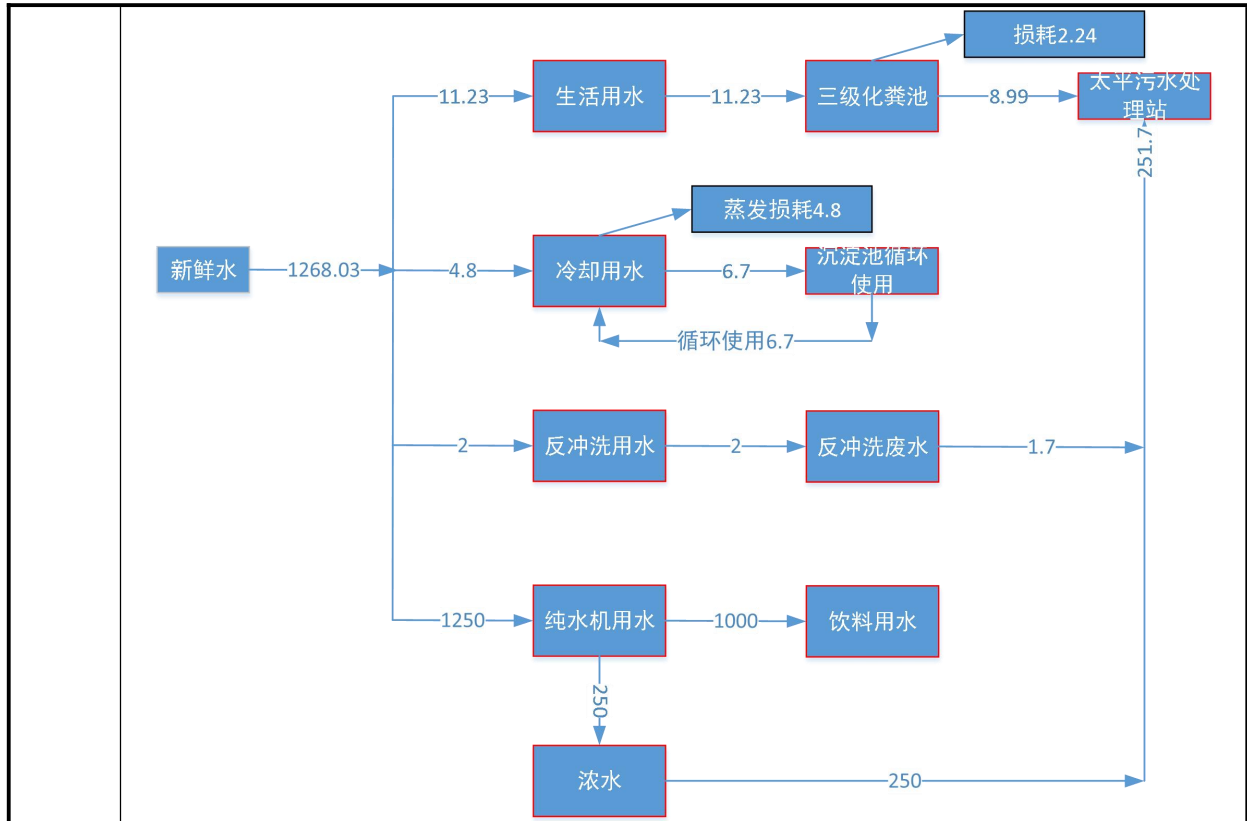 损耗2.24
11.23
生活用水
11.23
三级化粪池
8.99
太平污水处
理站
251.7
蒸发损耗4.8
新鲜水
1268.03
4.8
冷却用水
6.7
沉淀池循环
使用
循环使用6.7
2
反冲洗用水
2
反冲洗废水
1.7
1250
纯水机用水
1000
饮料用水
250
浓水
250